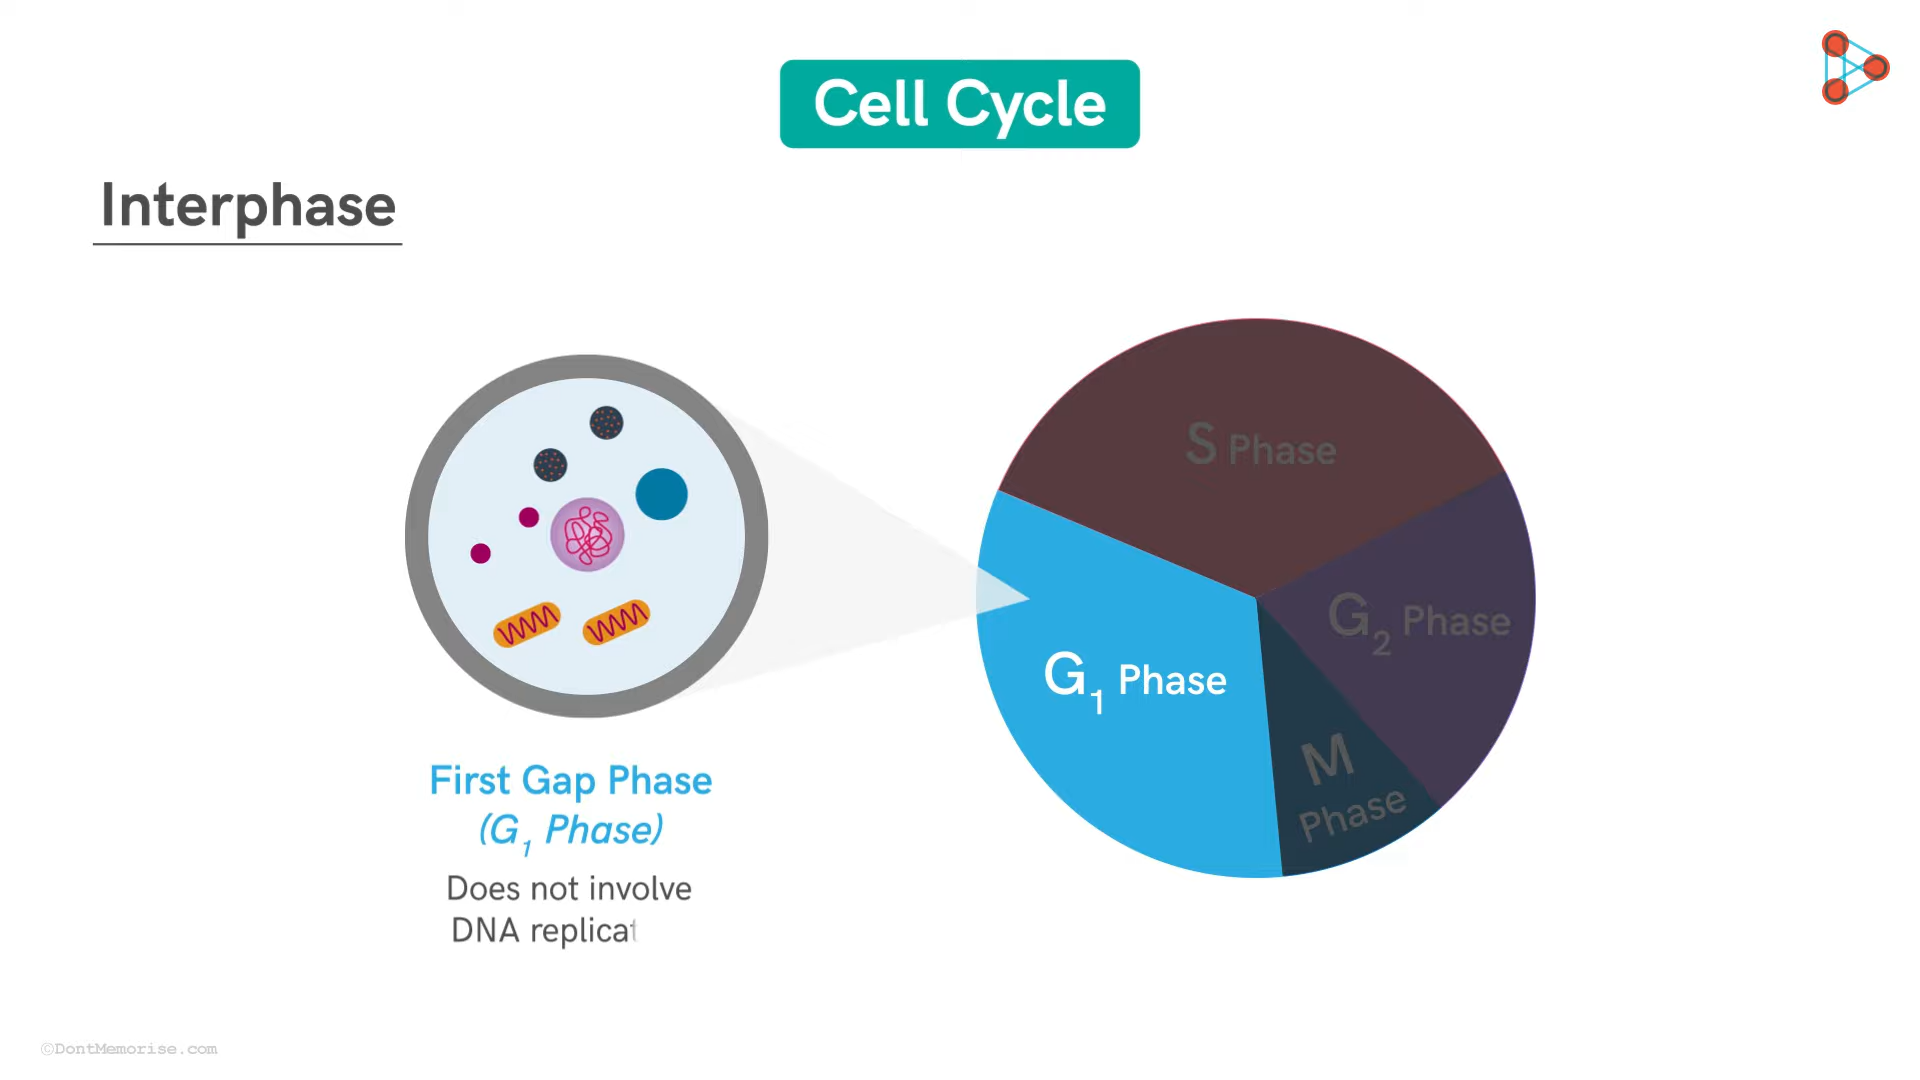 Cell Cycle
Interphase
S Phase
G2 Phase
G1 Phase
M
Phase
First Gap Phase
(G1 Phase)
Does not involve
DNA replicat
©DontMemorise.com